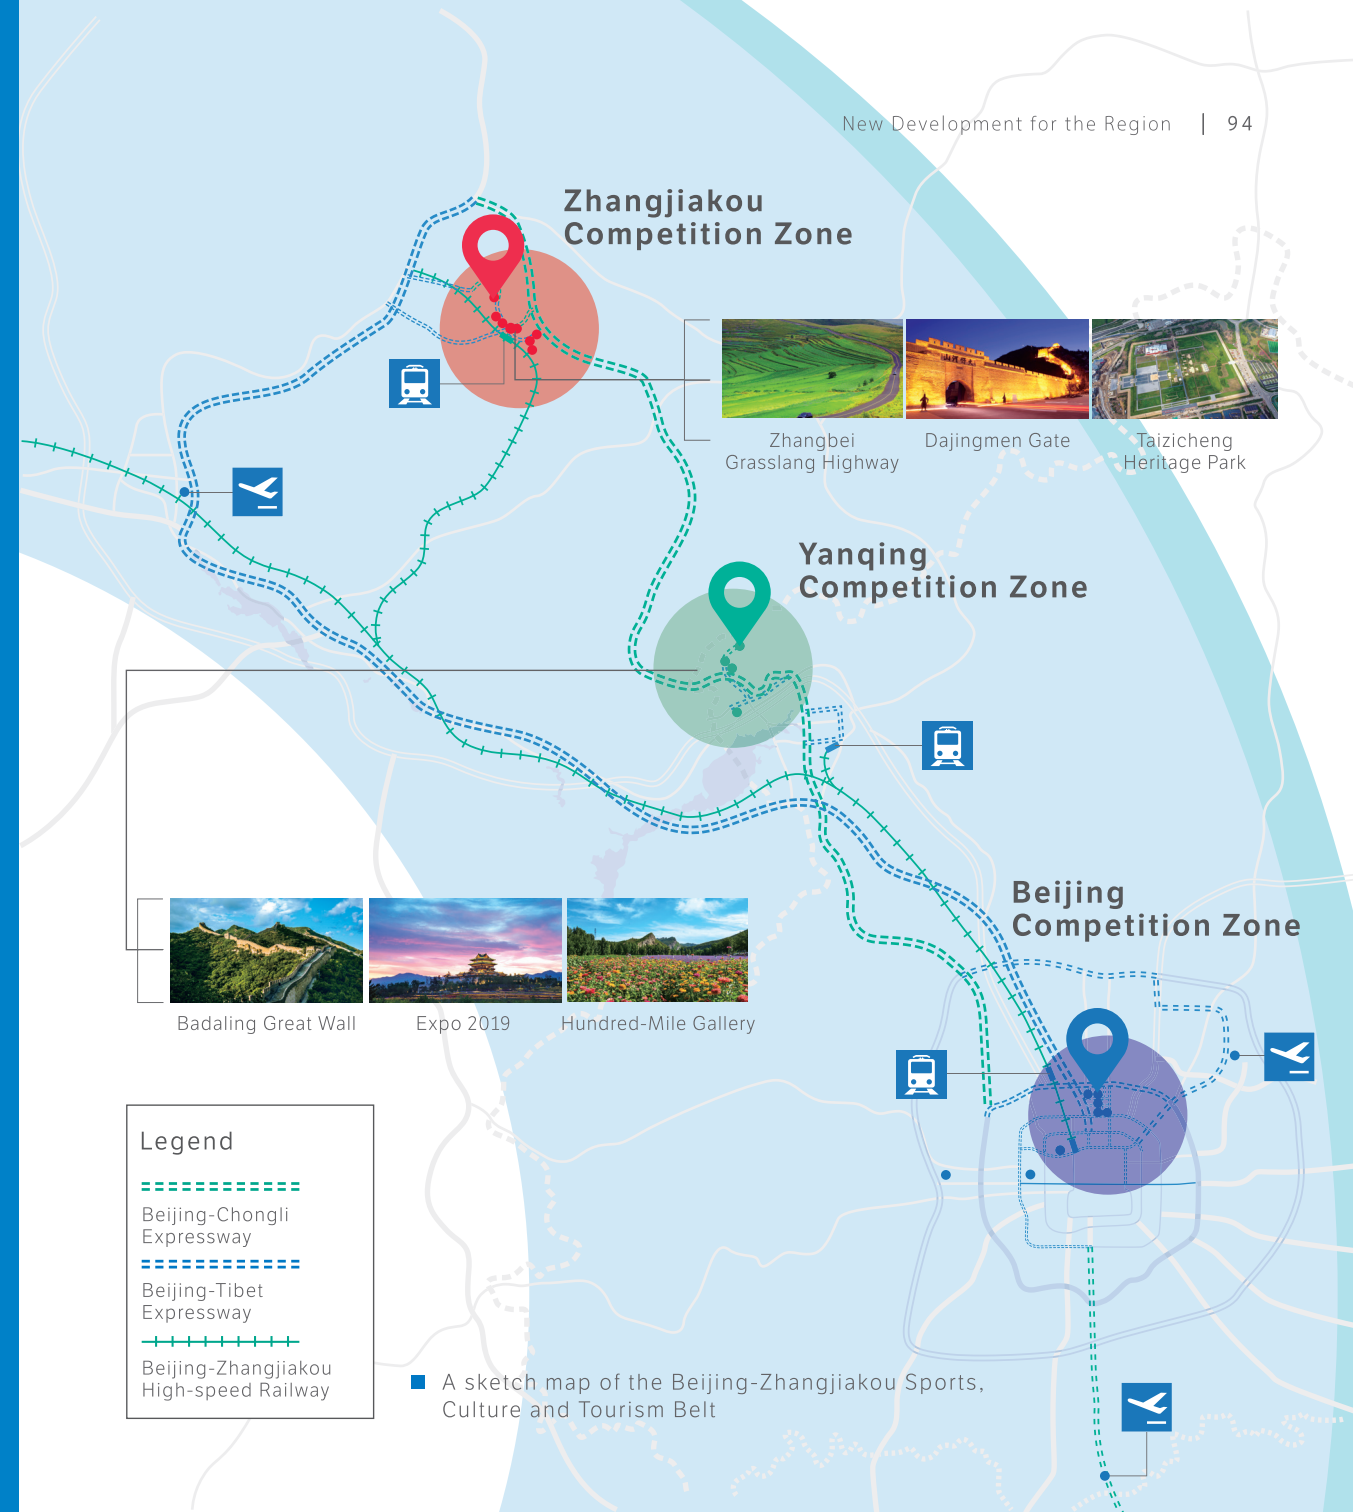 New Development for the Region | 94
Zhangjiakou
Competition Zone
Zhangbei
Grasslang Highway
Dajingmen Gate
Taizicheng
Heritage Park
Yanqing
Competition Zone
Beijing
Competition Zone
Badaling Great Wall
Expo 2019
Hundred-Mile Gallery
Legend
Beijing-Chongli
Expressway
Beijing-Tibet
Expressway
Beijing-Zhangjiakou
High-speed Railway
A sketch map of the Beijing-Zhangjiakou Sports,
Culture and Tourism Belt